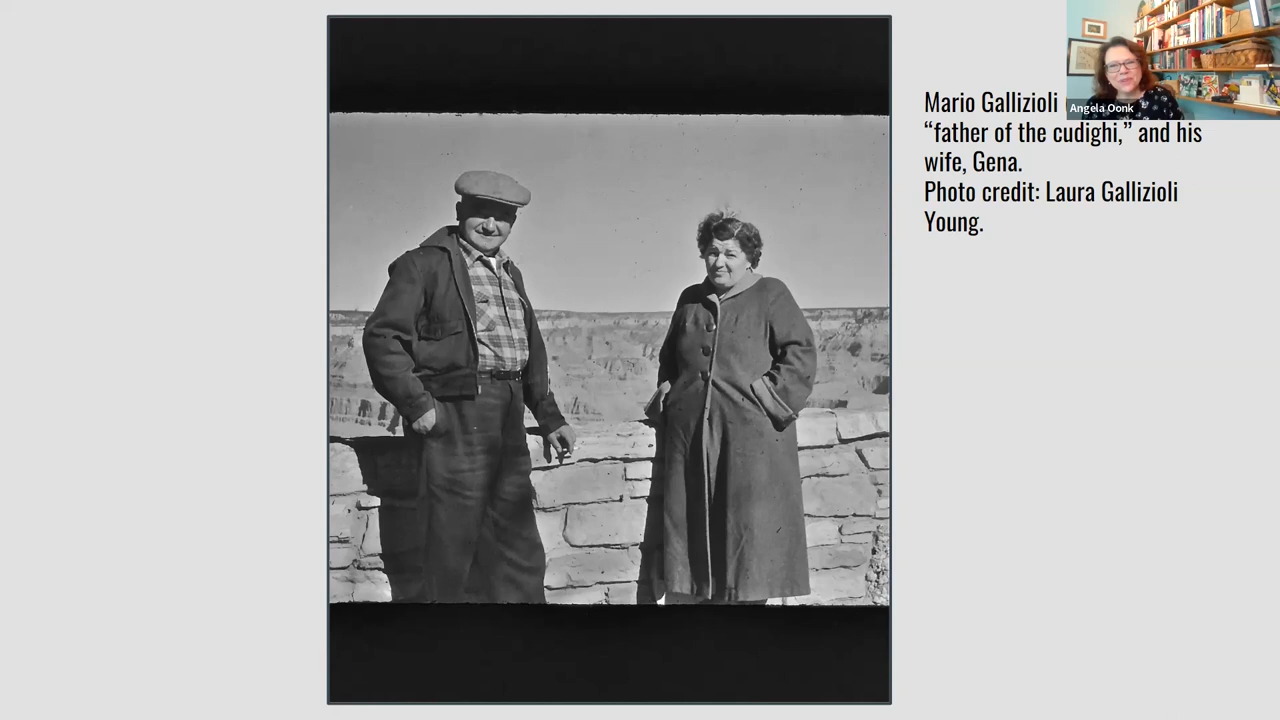 Mario Gallizioli
“father of the cudighi,” and his
wife, Gena.
Photo credit: Laura Gallizioli
Young.
Angela Oonk